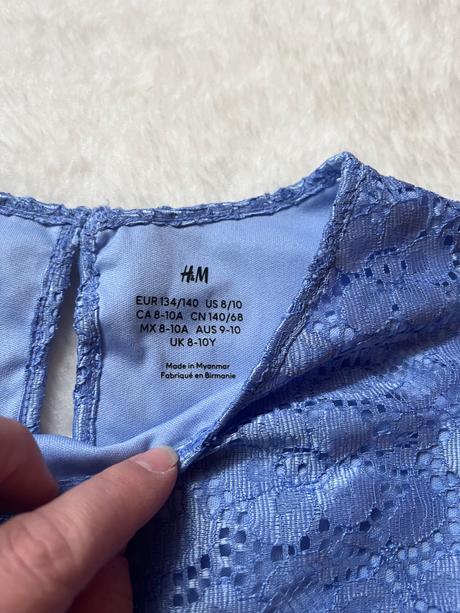 H&M
EUR 134/140 US 8/10
CA 8-10A CN 140/68
MX 8-10A AUS 9-10
UK 8-10Y
Made in Myanmar
Fabriqué en Birmanie